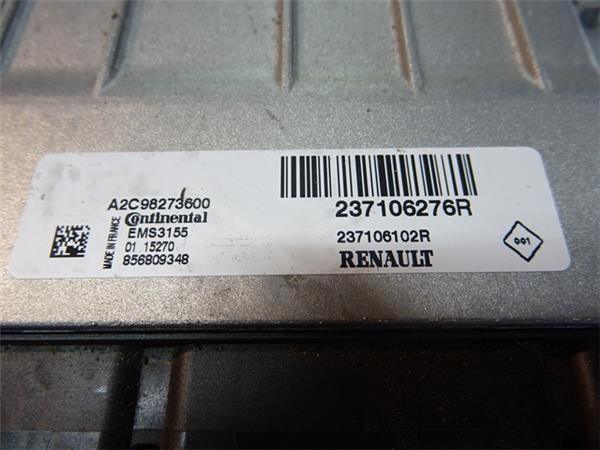 A2C98273600
Continental
EMS3155
01 15270
856809348
MADE IN FRANCE
237106276R
237106102R
RENAULT
001